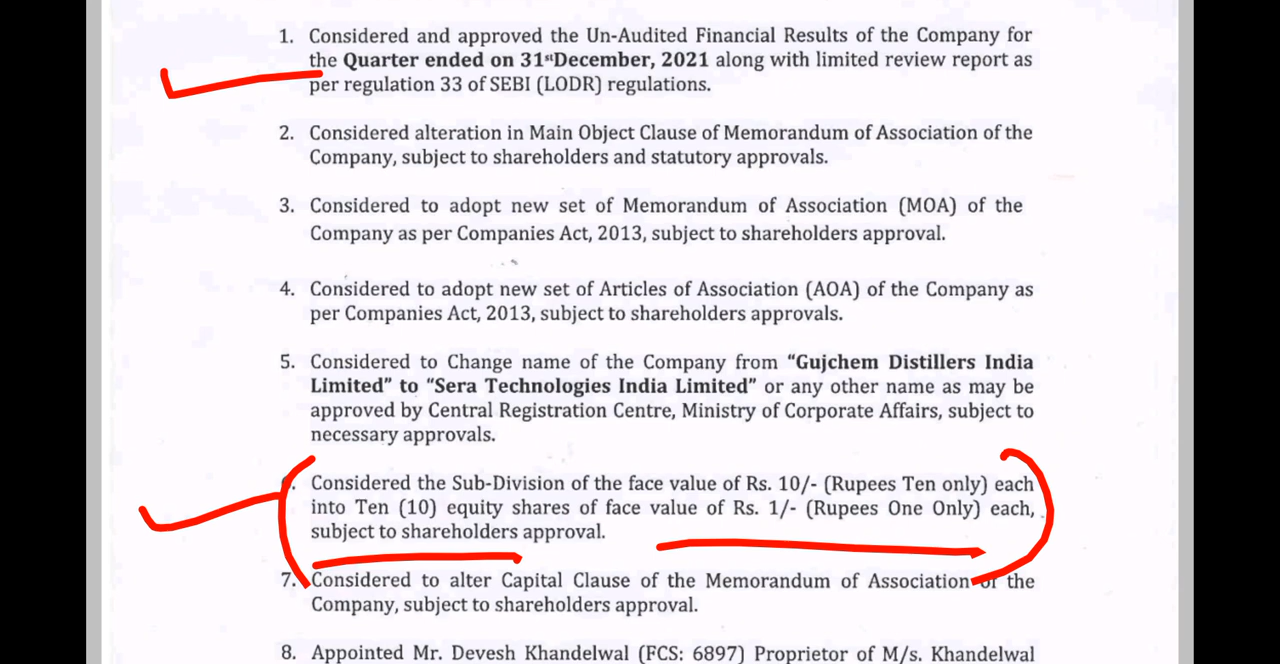 1. Considered and approved the Un-Audited Financial Results of the Company for
the Quarter ended on 31stDecember, 2021 along with limited review report as
per regulation 33 of SEBI (LODR) regulations.
2. Considered alteration in Main Object Clause of Memorandum of Association of the
Company, subject to shareholders and statutory approvals.
3. Considered to adopt new set of Memorandum of Association (MOA) of the
Company as per Companies Act, 2013, subject to shareholders approval.
4. Considered to adopt new set of Articles of Association (AOA) of the Company as
per Companies Act, 2013, subject to shareholders approvals.
5. Considered to Change name of the Company from "Gujchem Distillers India
Limited" to "Sera Technologies India Limited" or any other name as may be
approved by Central Registration Centre, Ministry of Corporate Affairs, subject to
necessary approvals.
Considered the Sub-Division of the face value of Rs. 10/- (Rupees Ten only) each
into Ten (10) equity shares of face value of Rs. 1/- (Rupees One Only) each,
subject to shareholders approval.
7. Considered to alter Capital Clause of the Memorandum of Association of the
Company, subject to shareholders approval.
8. Appointed Mr. Devesh Khandelwal (FCS: 6897) Proprietor of M/s. Khandelwal